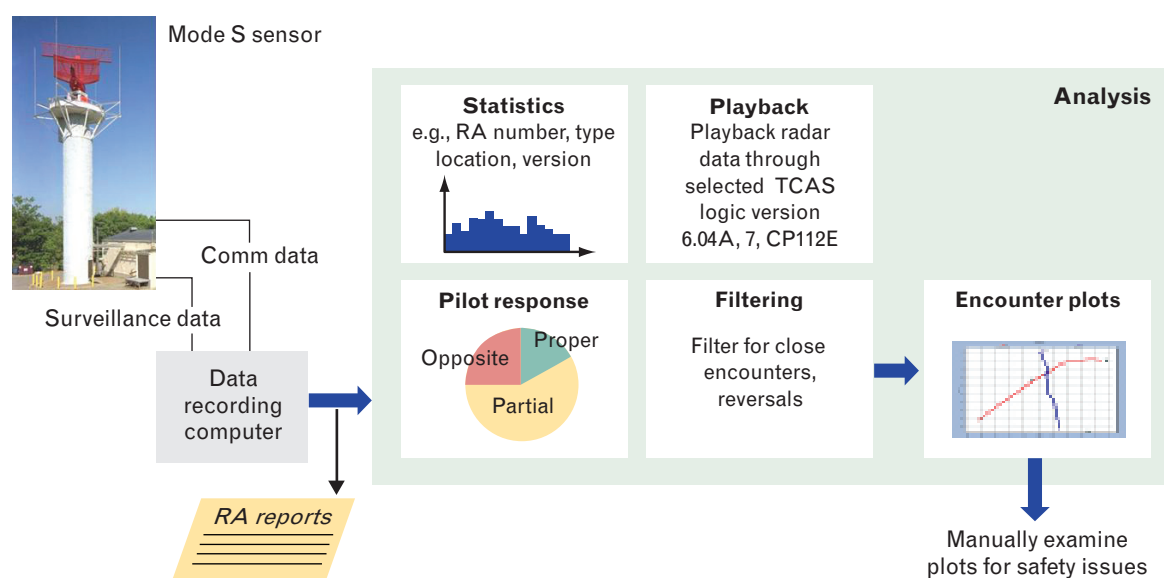 Mode S sensor
Comm data
Surveillance data
Data
recording
computer
RA reports
Analysis
Statistics
e.g., RA number, type
location, version
Playback
Playback radar
data through
selected TCAS
logic version
6.04A, 7, CP112E
Pilot response
Opposite
Proper
Partial
Filtering
Filter for close
encounters,
reversals
Encounter plots
Manually examine
plots for safety issues